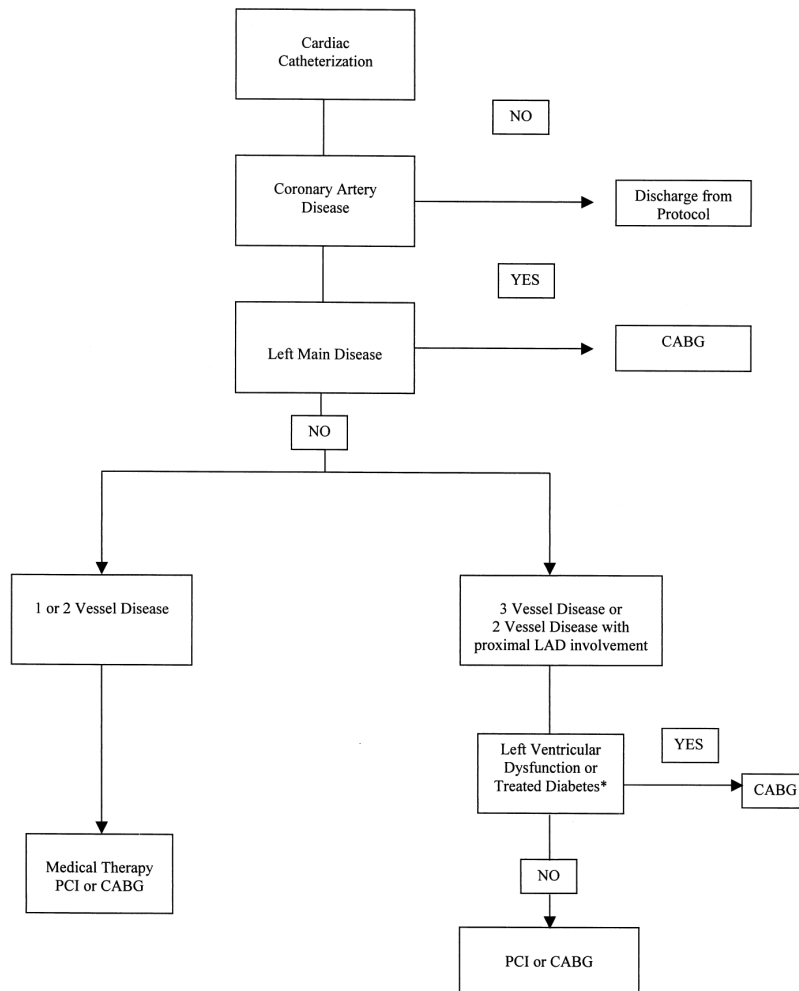 Cardiac
Catheterization
NO
Coronary Artery
Disease
Discharge from
Protocol
YES
Left Main Disease
CABG
NO
1 or 2 Vessel Disease
3 Vessel Disease or
2 Vessel Disease with
proximal LAD involvement
Left Ventricular
Dysfunction or
Treated Diabetes*
YES
CABG
Medical Therapy
PCI or CABG
NO
PCI or CABG